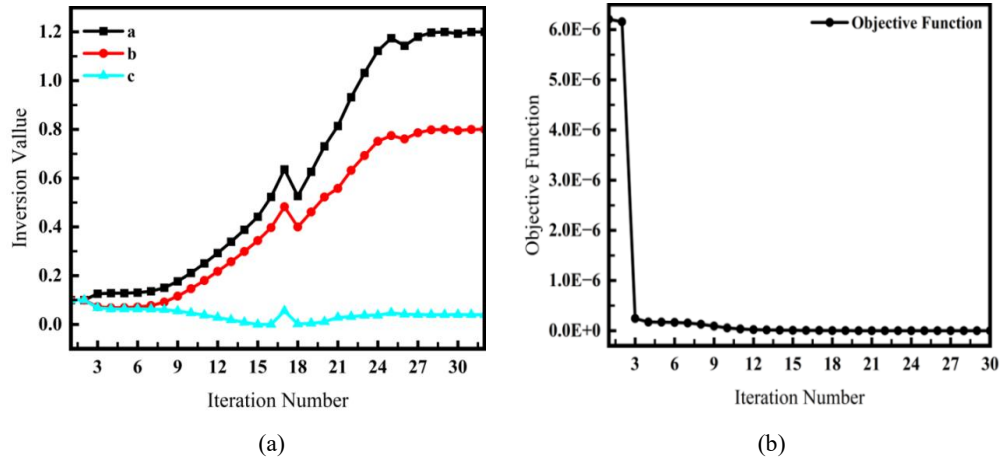 a
b
c
1.2
1.0
0.8
0.6
0.4
0.2
0.0
3 6 9 12 15 18 21 24 27 30
Inversion Vallue
Iteration Number
(a)
Objective Function
6.0E-6
5.0E-6
4.0E-6
3.0E-6
2.0E-6
1.0E-6
0.0E+0
3 6 9 12 15 18 21 24 27 30
Objective Function
Iteration Number
(b)